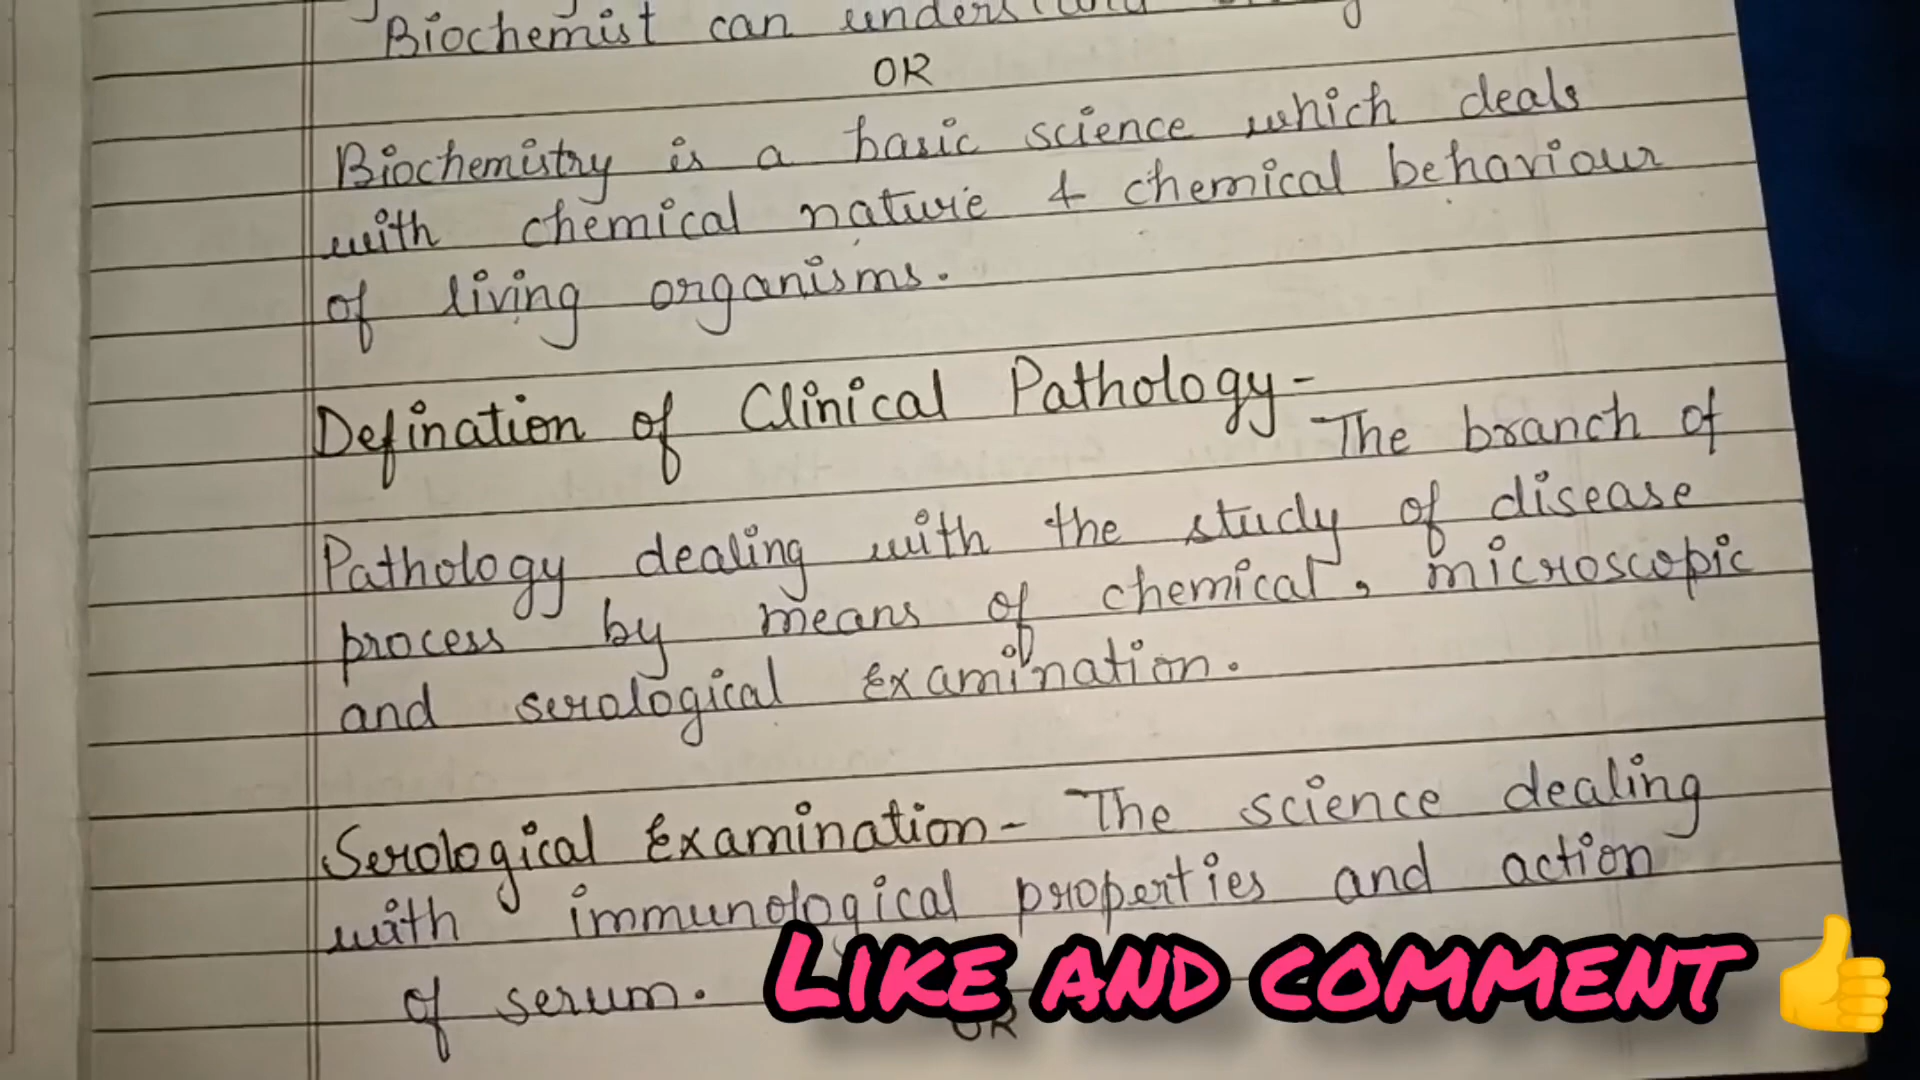 Biochemist can understand
OR
Biochemistry is a basic science which deals
with chemical nature & chemical behaviour
of living organisms.
Defination of Clinical Pathology -
The branch of
Pathology dealing with the study of disease
process by means of chemical, microscopic
and serological examination.
Serological Examination - The science dealing
with immunological properties and action
of serum.
LIKE AND COMMENT 👍
OR